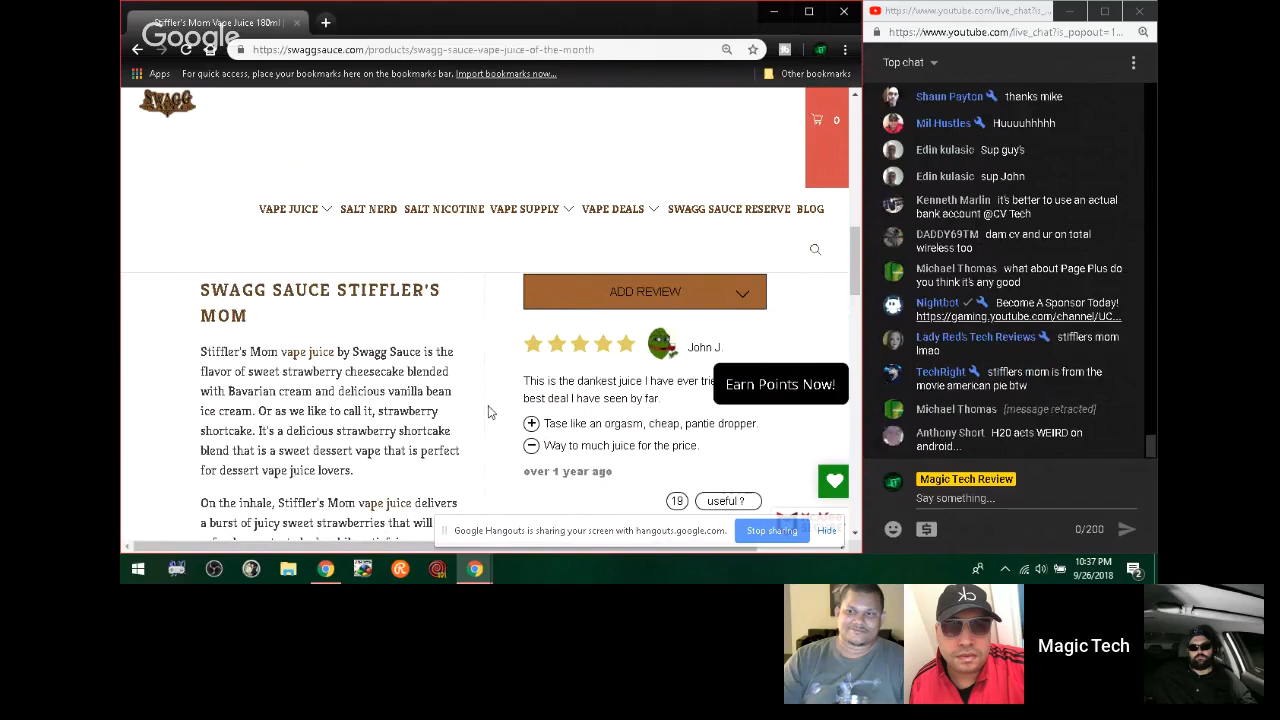 Stiffler's Mom Vape Juice 180ml
Google
https://swaggsauce.com/products/swagg-sauce-vape-juice-of-the-month
Apps
For quick access, place your bookmarks here on the bookmarks bar. Import bookmarks now...
Other bookmarks
SWAGG
0
VAPE JUICE
SALT NERD
SALT NICOTINE
VAPE SUPPLY
VAPE DEALS
SWAGG SAUCE RESERVE
BLOG
SWAGG SAUCE STIFFLER'S
MOM
Stiffler's Mom vape juice by Swagg Sauce is the
flavor of sweet strawberry cheesecake blended
with Bavarian cream and delicious vanilla bean
ice cream. Or as we like to call it, strawberry
shortcake. It's a delicious strawberry shortcake
blend that is a sweet dessert vape that is perfect
for dessert vape juice lovers.
On the inhale, Stiffler's Mom vape juice delivers
a burst of juicy sweet strawberries that will
ADD REVIEW
John J.
This is the dankest juice I have ever
best deal I have seen by far.
Earn Points Now!
Tase like an orgasm, cheap, pantie dropper.
Way to much juice for the price.
over 1 year ago
19
useful ?
Google Hangouts is sharing your screen with hangouts.google.com.
Stop sharing
Hide
10:37 PM
9/26/2018
2
https://www.youtube.com/live_chat?is_...
https://www.youtube.com/live_chat?is_popout=1...
Top chat
Shaun Payton thanks mike
Mil Hustles Huuuuhhhhh
Edin kulasic Sup guy's
Edin kulasic sup John
Kenneth Marlin it's better to use an actual
bank account @CV Tech
DADDY69TM dam cv and ur on total
wireless too
Michael Thomas what about Page Plus do
you think it's any good
Nightbot Become A Sponsor Today!
https://gaming.youtube.com/channel/UC...
Lady Red's Tech Reviews stifflers mom
lmao
TechRight stifflers mom is from the
movie american pie btw
Michael Thomas [message retracted]
Anthony Short H20 acts WEIRD on
android...
Magic Tech Review
Say something...
0/200
Magic Tech